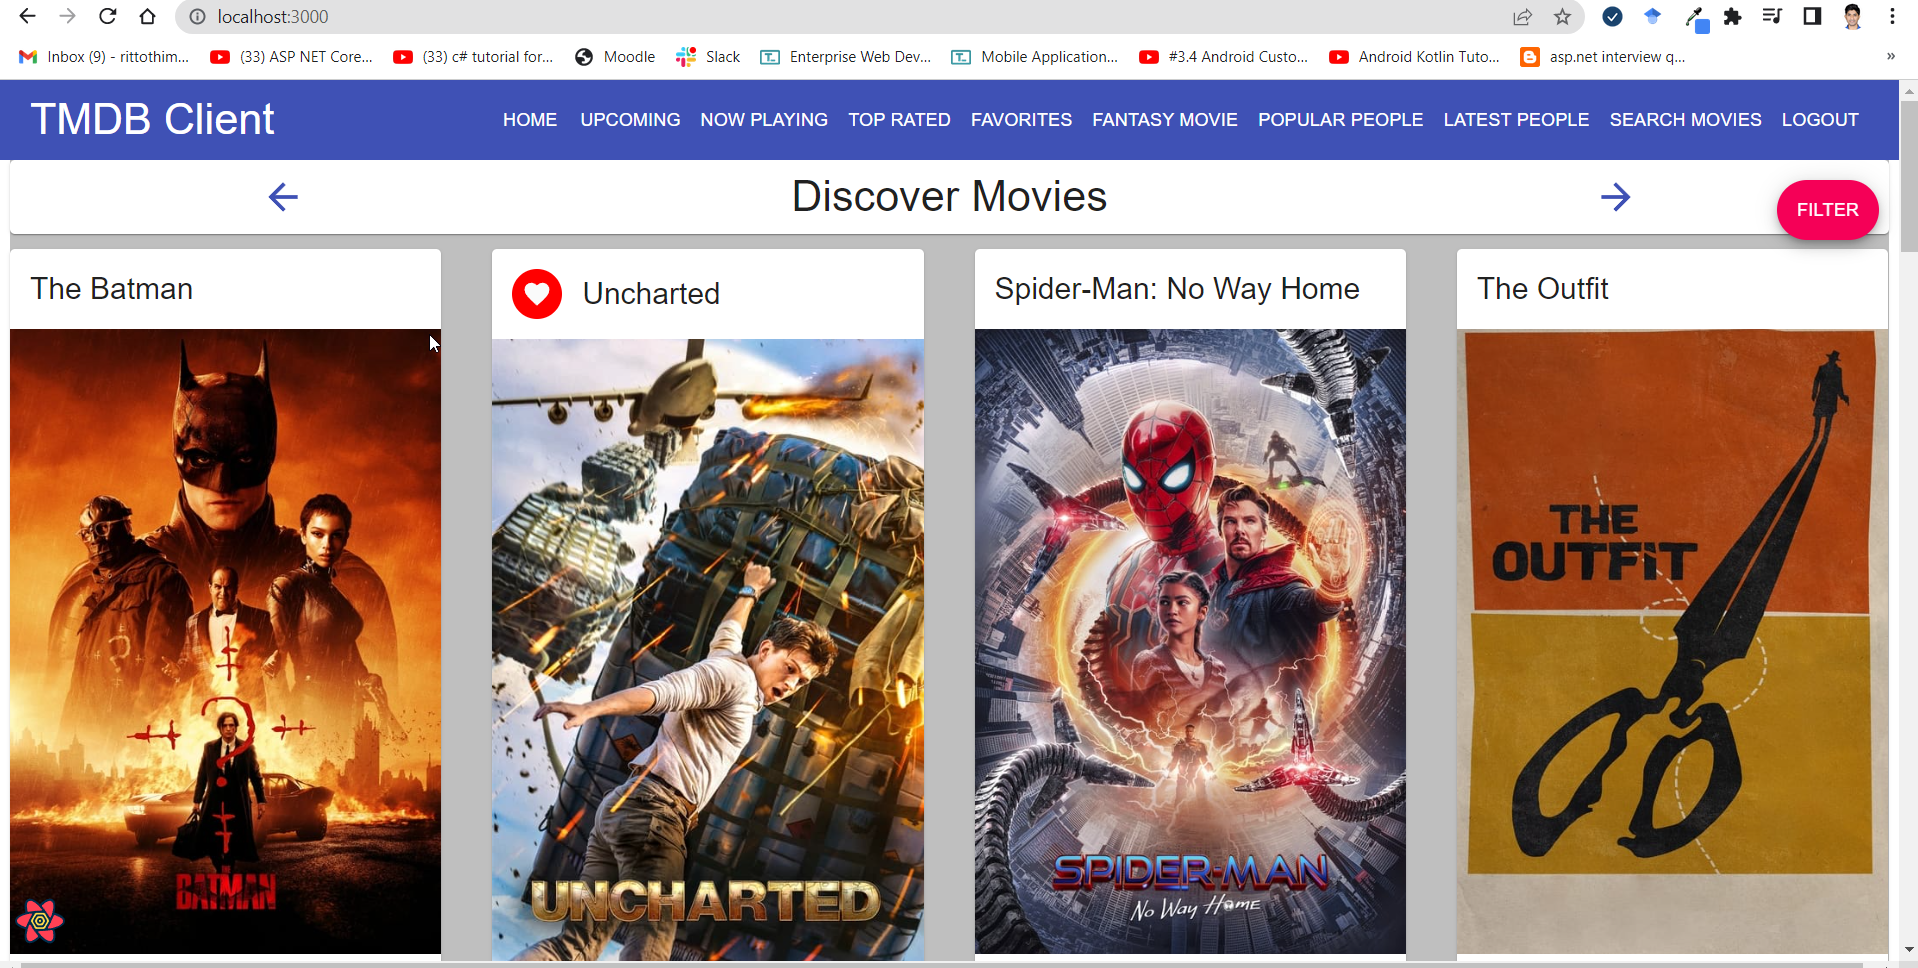 localhost:3000
Inbox (9) - rittothim... (33) ASP NET Core... (33) c# tutorial for... Moodle Slack Enterprise Web Dev... Mobile Application... #3.4 Android Custo... Android Kotlin Tuto... asp.net interview q... »
TMDB Client HOME UPCOMING NOW PLAYING TOP RATED FAVORITES FANTASY MOVIE POPULAR PEOPLE LATEST PEOPLE SEARCH MOVIES LOGOUT
Discover Movies
FILTER
The Batman
Uncharted
Spider-Man: No Way Home
The Outfit
THE
BATMAN
UNCHARTED
SPIDER-MAN
No Way Home
THE
OUTFIT